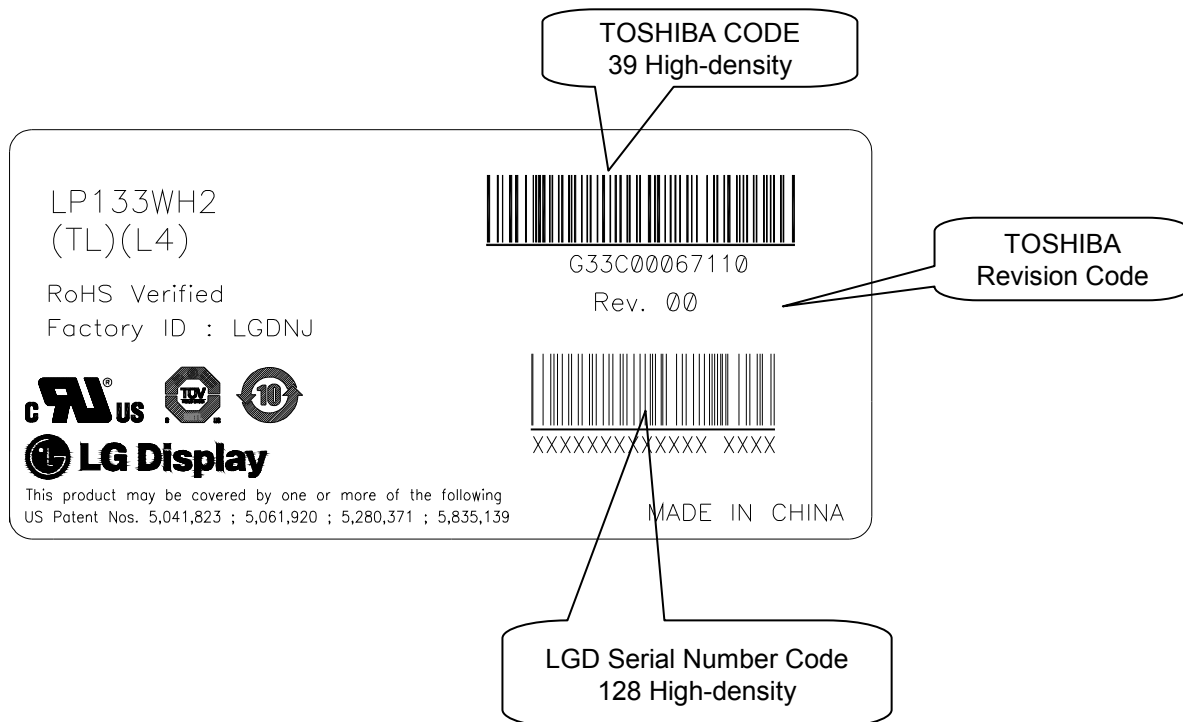 TOSHIBA CODE
39 High-density
LP133WH2
(TL)(L4)
G33C00067110
Rev. 00
TOSHIBA
Revision Code
RoHS Verified
Factory ID : LGDNJ
C RU US ®
TÜV
10
LG Display
XXXXXXXXXXXXX XXXX
This product may be covered by one or more of the following
US Patent Nos. 5,041,823 ; 5,061,920 ; 5,280,371 ; 5,835,139
MADE IN CHINA
LGD Serial Number Code
128 High-density